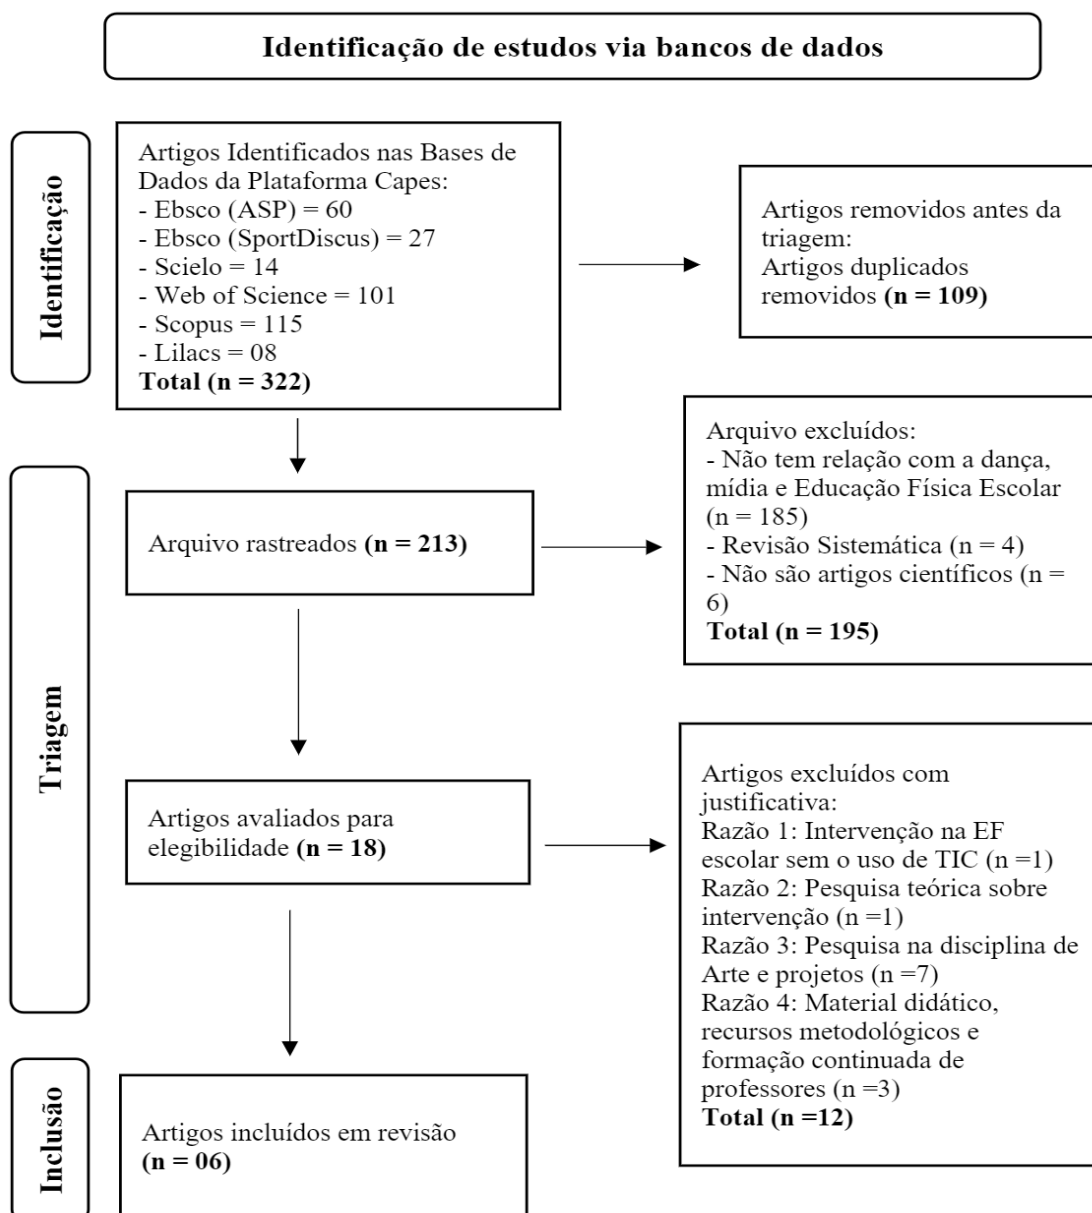 Identificação de estudos via bancos de dados
Identificação
Artigos Identificados nas Bases de
Dados da Plataforma Capes:
- Ebsco (ASP) = 60
- Ebsco (SportDiscus) = 27
- Scielo = 14
- Web of Science = 101
- Scopus = 115
- Lilacs = 08
Total (n = 322)
Artigos removidos antes da
triagem:
Artigos duplicados
removidos (n = 109)
Triagem
Arquivo rastreados (n = 213)
Arquivo excluídos:
- Não tem relação com a dança,
mídia e Educação Física Escolar
(n = 185)
- Revisão Sistemática (n = 4)
- Não são artigos científicos (n =
6)
Total (n = 195)
Artigos avaliados para
elegibilidade (n = 18)
Artigos excluídos com
justificativa:
Razão 1: Intervenção na EF
escolar sem o uso de TIC (n =1)
Razão 2: Pesquisa teórica sobre
intervenção (n =1)
Razão 3: Pesquisa na disciplina de
Arte e projetos (n =7)
Razão 4: Material didático,
recursos metodológicos e
formação continuada de
professores (n =3)
Total (n =12)
Inclusão
Artigos incluídos em revisão
(n = 06)